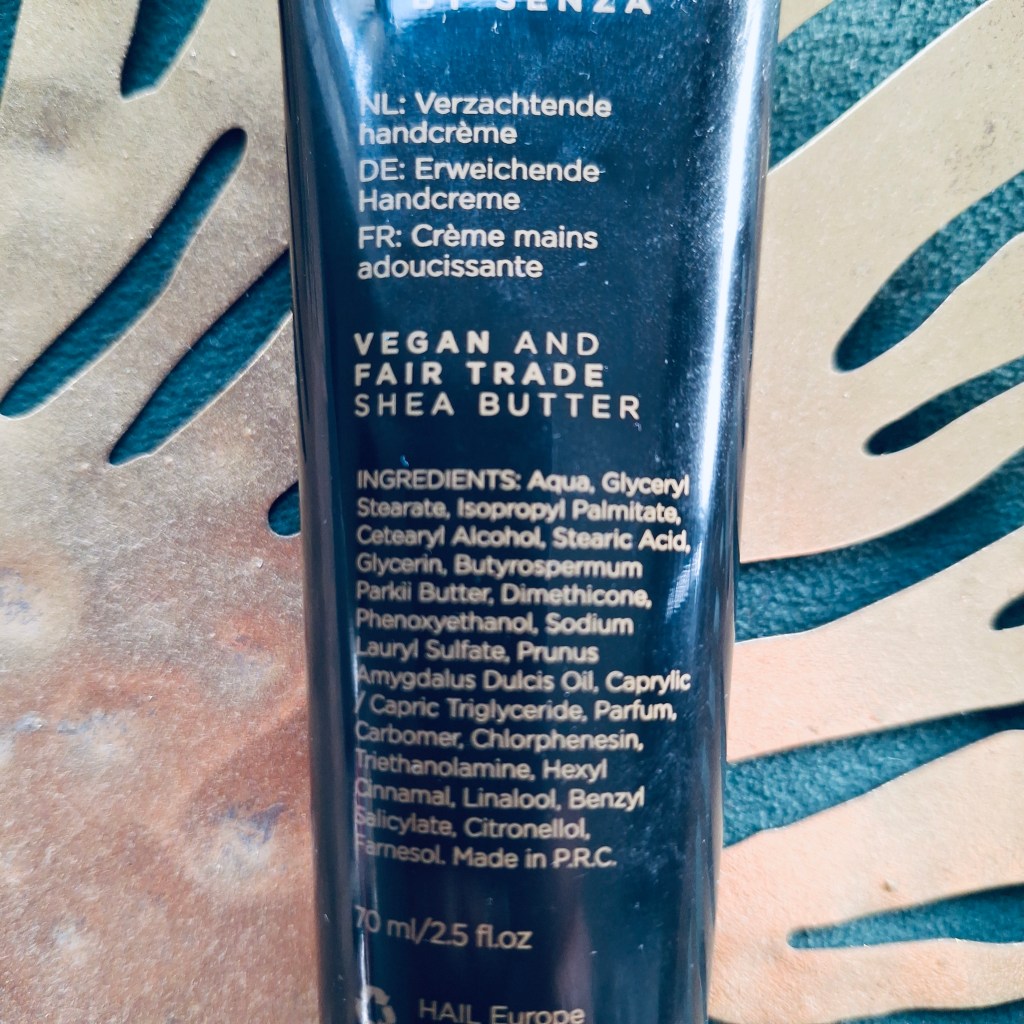 BY SENZA
NL: Verzachtende
handcrème
DE: Erweichende
Handcreme
FR: Crème mains
adoucissante
VEGAN AND
FAIR TRADE
SHEA BUTTER
INGREDIENTS: Aqua, Glyceryl
Stearate, Isopropyl Palmitate,
Cetearyl Alcohol, Stearic Acid,
Glycerin, Butyrospermum
Parkii Butter, Dimethicone,
Phenoxyethanol, Sodium
Lauryl Sulfate, Prunus
Amygdalus Dulcis Oil, Caprylic
/ Capric Triglyceride, Parfum,
Carbomer, Chlorphenesin,
Triethanolamine, Hexyl
Cinnamal, Linalool, Benzyl
Salicylate, Citronellol,
Farnesol. Made in P.R.C.
70 ml/2.5 fl.oz
HAIL Europe